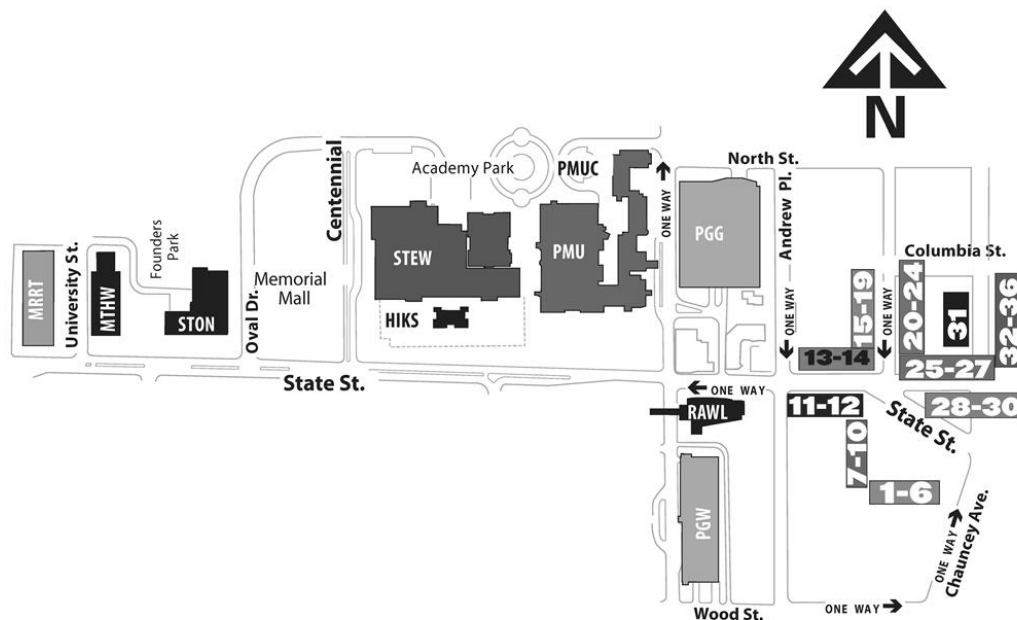 N
North St.
Centennial
Academy Park
PMUC
ONE WAY
Andrew Pl.
PGG
Founders
Park
STEW
PMU
Columbia St.
University St.
MRRT
MTHW
STON
Oval Dr.
Memorial
Mall
HIKS
ONE WAY
15-19
ONE WAY
20-24
31
32-36
13-14
25-27
State St.
ONE WAY
RAWL
11-12
28-30
State St.
7-10
1-6
PGW
ONE WAY
Chauncey Ave.
Wood St.
ONE WAY